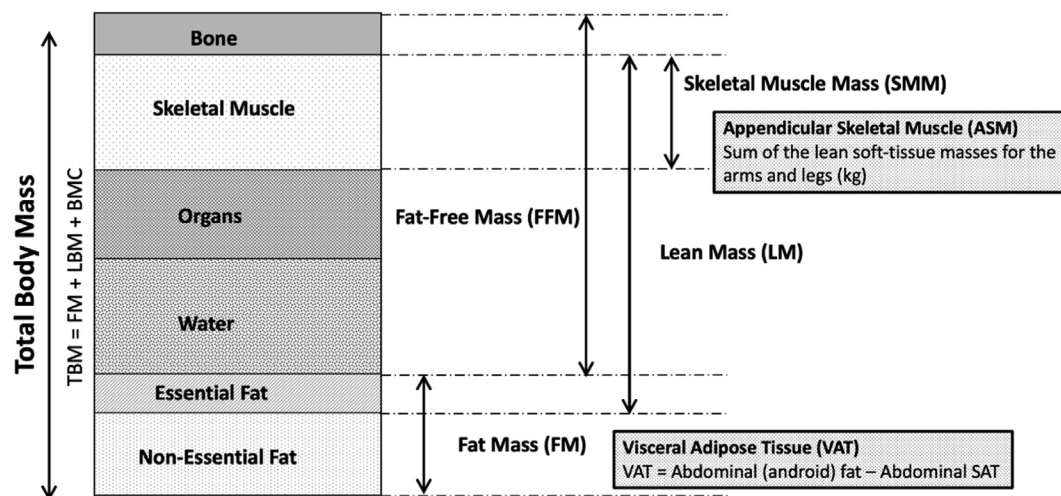 Total Body Mass
TBM = FM + LBM + BMC
Bone
Skeletal Muscle
Organs
Water
Essential Fat
Non-Essential Fat
Fat-Free Mass (FFM)
Fat Mass (FM)
Skeletal Muscle Mass (SMM)
Appendicular Skeletal Muscle (ASM)
Sum of the lean soft-tissue masses for the
arms and legs (kg)
Lean Mass (LM)
Visceral Adipose Tissue (VAT)
VAT = Abdominal (android) fat – Abdominal SAT